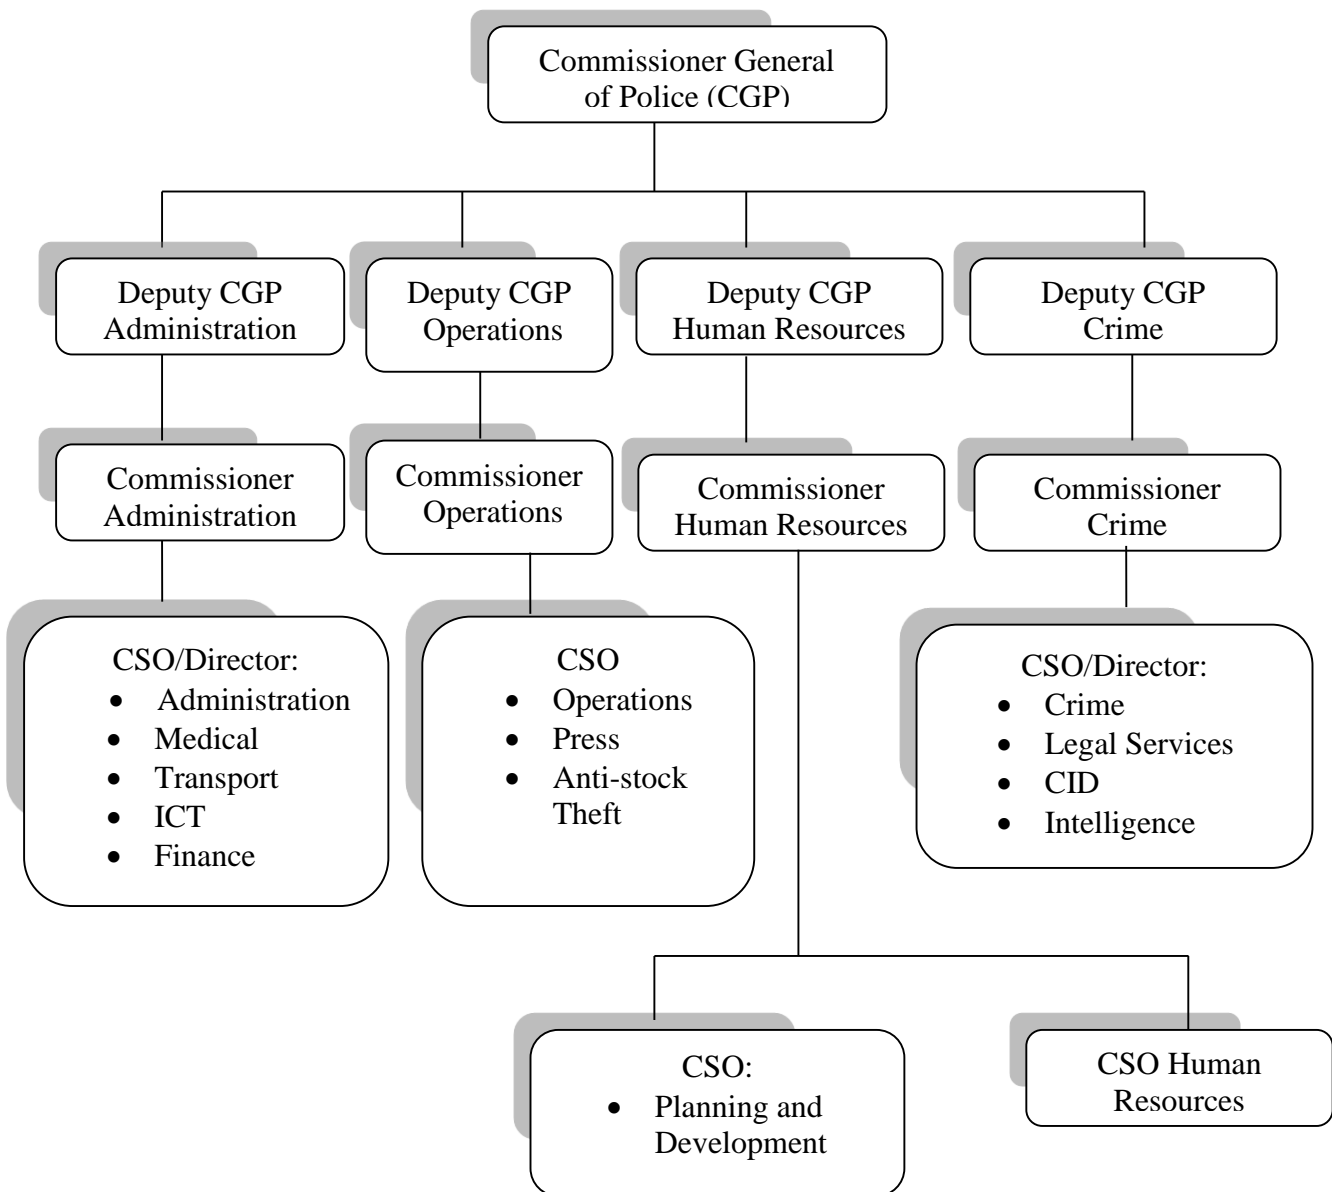 Commissioner General
of Police (CGP)
Deputy CGP
Administration
Deputy CGP
Operations
Deputy CGP
Human Resources
Deputy CGP
Crime
Commissioner
Administration
Commissioner
Operations
Commissioner
Human Resources
Commissioner
Crime
CSO/Director:
• Administration
• Medical
• Transport
• ICT
• Finance
CSO
• Operations
• Press
• Anti-stock
Theft
CSO/Director:
• Crime
• Legal Services
• CID
• Intelligence
CSO:
• Planning and
Development
CSO Human
Resources